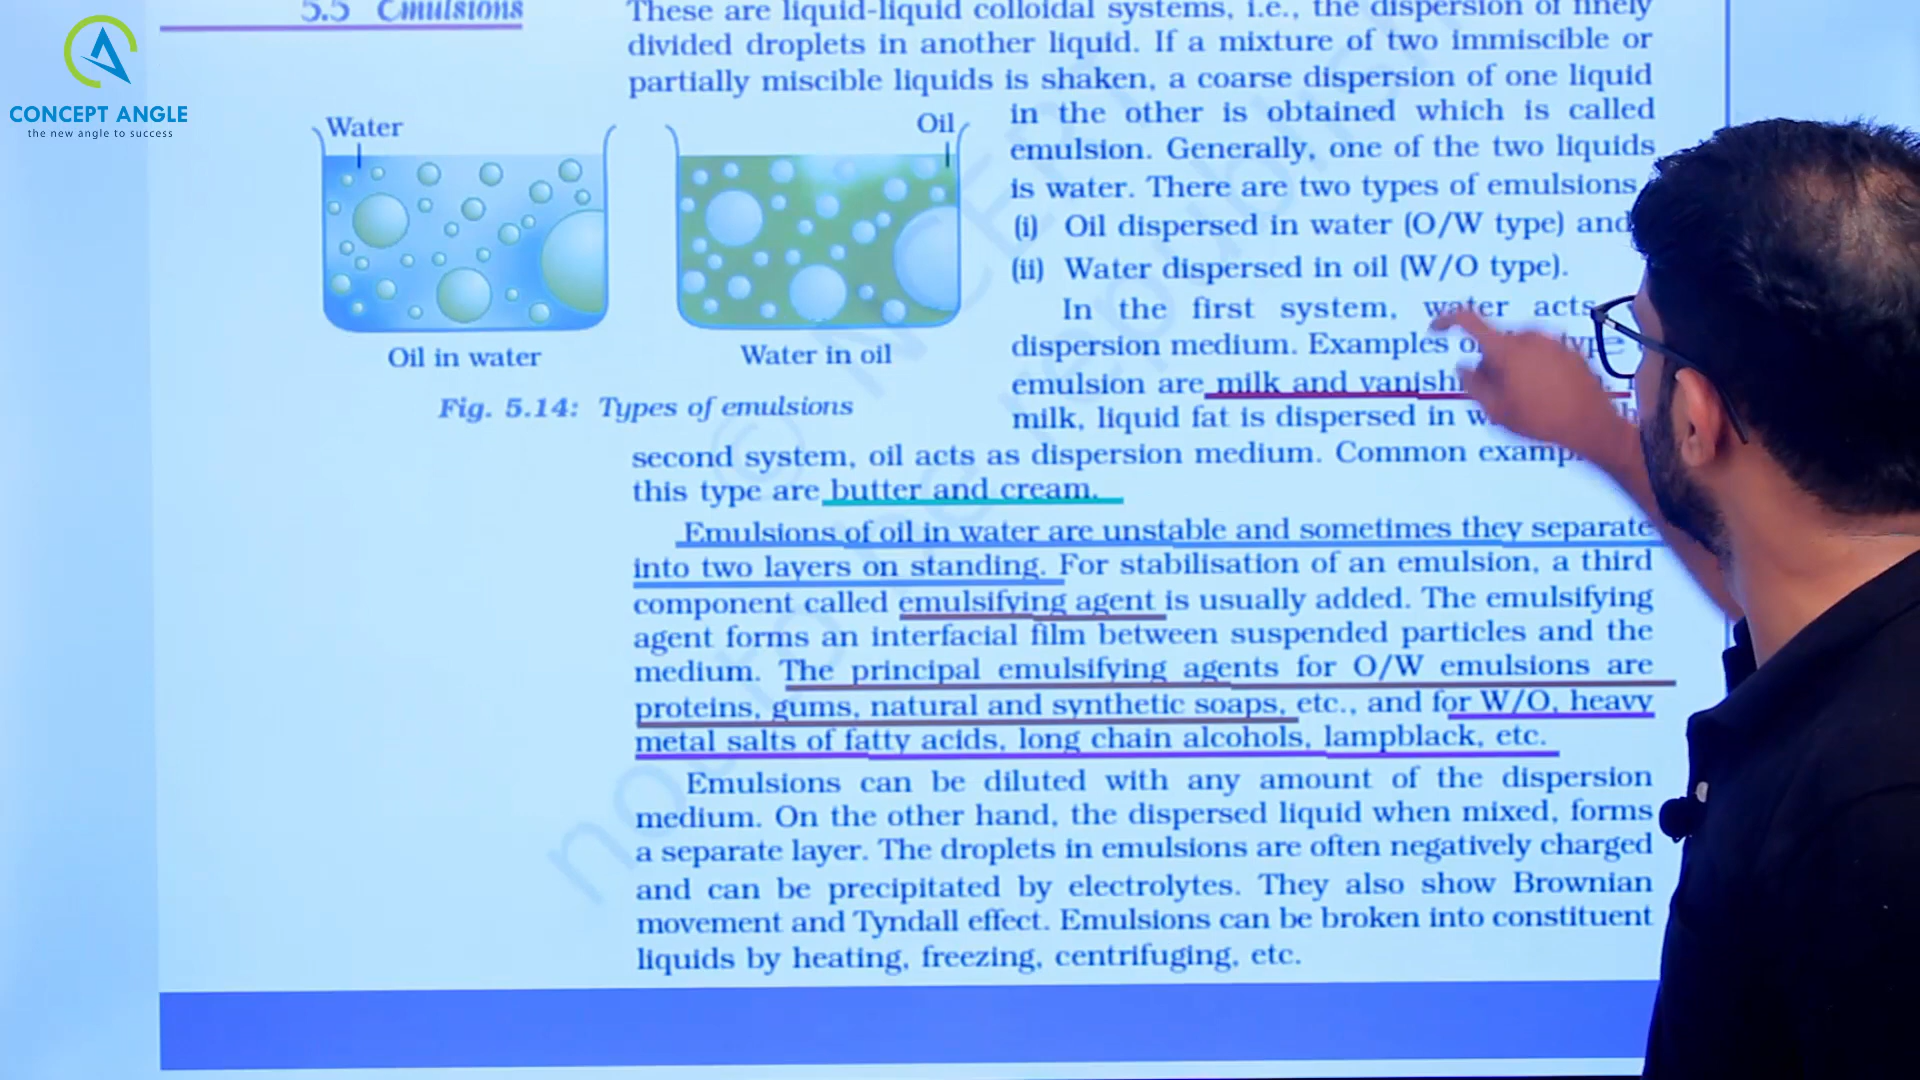 CONCEPT ANGLE
the new angle to success
5.5 Emulsions
These are liquid-liquid colloidal systems, i.e., the dispersion of finely
divided droplets in another liquid. If a mixture of two immiscible or
partially miscible liquids is shaken, a coarse dispersion of one liquid
in the other is obtained which is called
emulsion. Generally, one of the two liquids
is water. There are two types of emulsions.
(i) Oil dispersed in water (O/W type) and
(ii) Water dispersed in oil (W/O type).
In the first system, water acts
dispersion medium. Examples
emulsion are milk and
milk, liquid fat is dispersed in
Water
Oil
Oil in water
Water in oil
Fig. 5.14: Types of emulsions
second system, oil acts as dispersion medium. Common
this type are butter and cream.
Emulsions of oil in water are unstable and sometimes they separate
into two layers on standing. For stabilisation of an emulsion, a third
component called emulsifying agent is usually added. The emulsifying
agent forms an interfacial film between suspended particles and the
medium. The principal emulsifying agents for O/W emulsions are
proteins, gums, natural and synthetic soaps, etc., and for W/O, heavy
metal salts of fatty acids, long chain alcohols, lampblack, etc.
Emulsions can be diluted with any amount of the dispersion
medium. On the other hand, the dispersed liquid when mixed, forms
a separate layer. The droplets in emulsions are often negatively charged
and can be precipitated by electrolytes. They also show Brownian
movement and Tyndall effect. Emulsions can be broken into constituent
liquids by heating, freezing, centrifuging, etc.